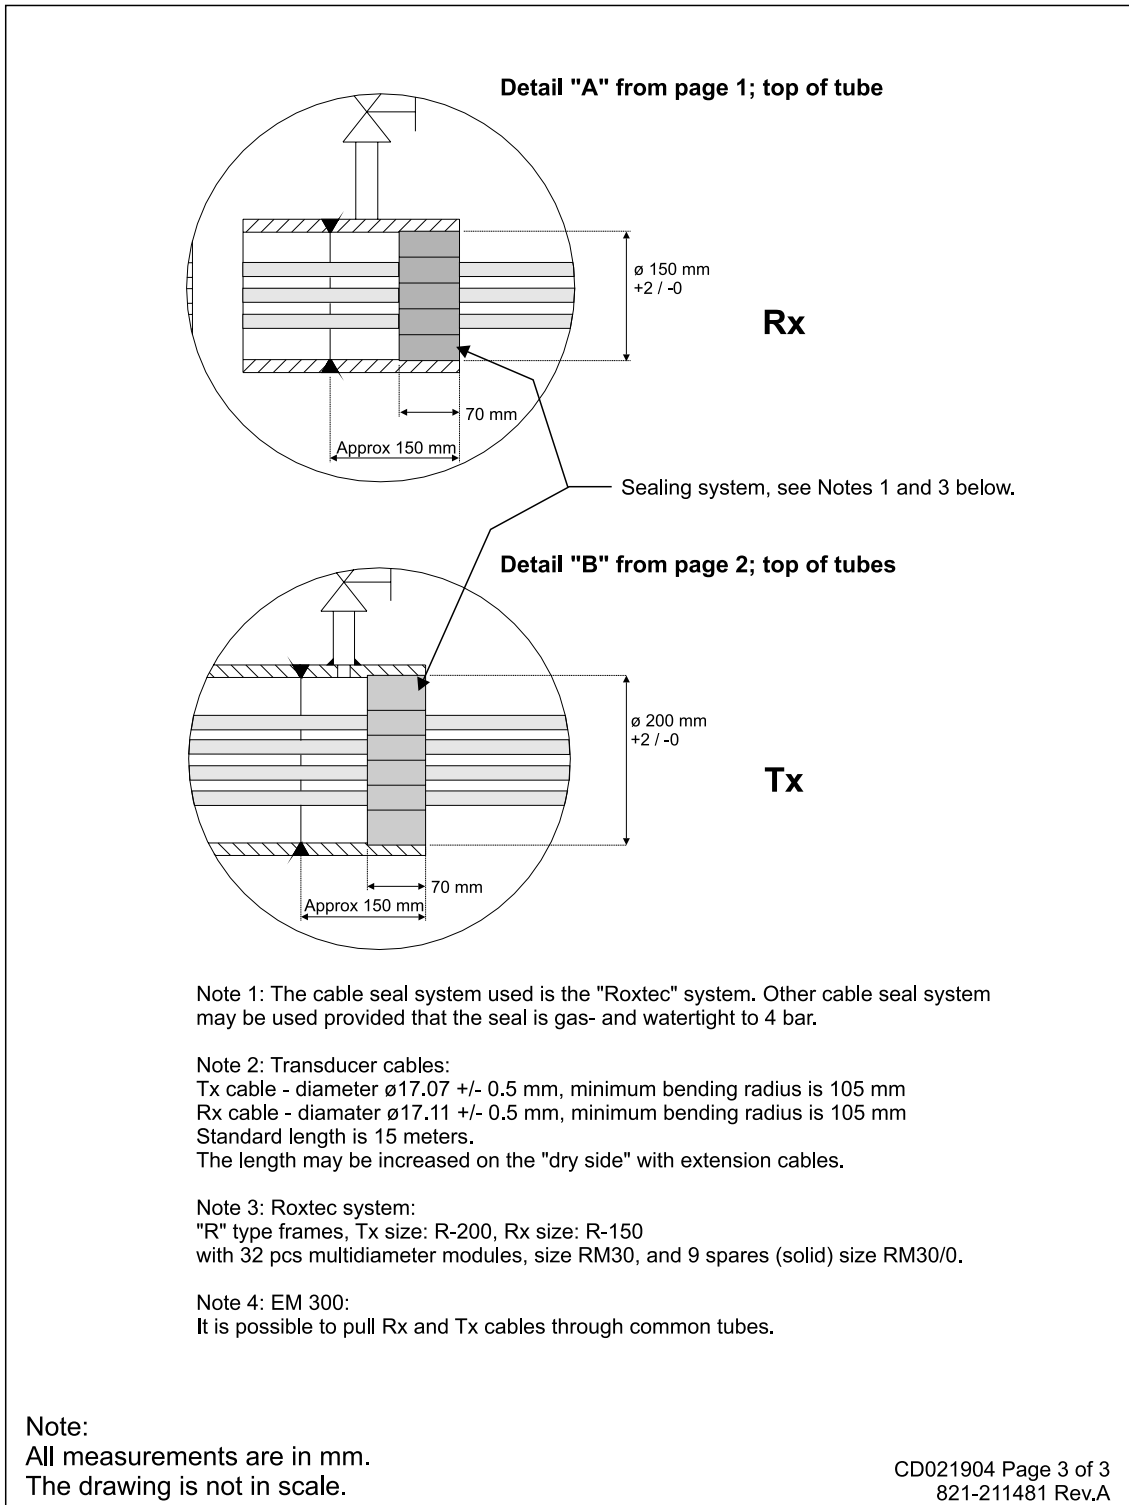 Detail "A" from page 1; top of tube
ø 150 mm
+2 / -0
Rx
70 mm
Approx 150 mm
Sealing system, see Notes 1 and 3 below.
Detail "B" from page 2; top of tubes
ø 200 mm
+2 / -0
Tx
70 mm
Approx 150 mm
Note 1: The cable seal system used is the "Roxtec" system. Other cable seal system
may be used provided that the seal is gas- and watertight to 4 bar.
Note 2: Transducer cables:
Tx cable - diameter ø17.07 +/- 0.5 mm, minimum bending radius is 105 mm
Rx cable - diamater ø17.11 +/- 0.5 mm, minimum bending radius is 105 mm
Standard length is 15 meters.
The length may be increased on the "dry side" with extension cables.
Note 3: Roxtec system:
"R" type frames, Tx size: R-200, Rx size: R-150
with 32 pcs multidiameter modules, size RM30, and 9 spares (solid) size RM30/0.
Note 4: EM 300:
It is possible to pull Rx and Tx cables through common tubes.
Note:
All measurements are in mm.
The drawing is not in scale.
CD021904 Page 3 of 3
821-211481 Rev.A